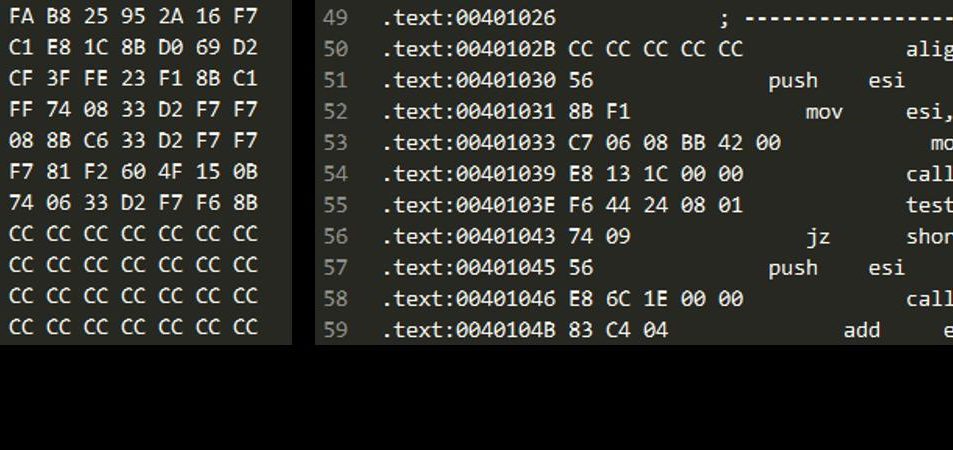 FA B8 25 95 2A 16 F7
C1 E8 1C 8B D0 69 D2
CF 3F FE 23 F1 8B C1
FF 74 08 33 D2 F7 F7
08 8B C6 33 D2 F7 F7
F7 81 F2 60 4F 15 0B
74 06 33 D2 F7 F6 8B
CC CC CC CC CC CC CC
CC CC CC CC CC CC CC
CC CC CC CC CC CC CC
CC CC CC CC CC CC CC
49 .text:00401026 ; -----------------
50 .text:0040102B CC CC CC CC CC alig
51 .text:00401030 56 push esi
52 .text:00401031 8B F1 mov esi,
53 .text:00401033 C7 06 08 BB 42 00 mo
54 .text:00401039 E8 13 1C 00 00 call
55 .text:0040103E F6 44 24 08 01 test
56 .text:00401043 74 09 jz shor
57 .text:00401045 56 push esi
58 .text:00401046 E8 6C 1E 00 00 call
59 .text:0040104B 83 C4 04 add e